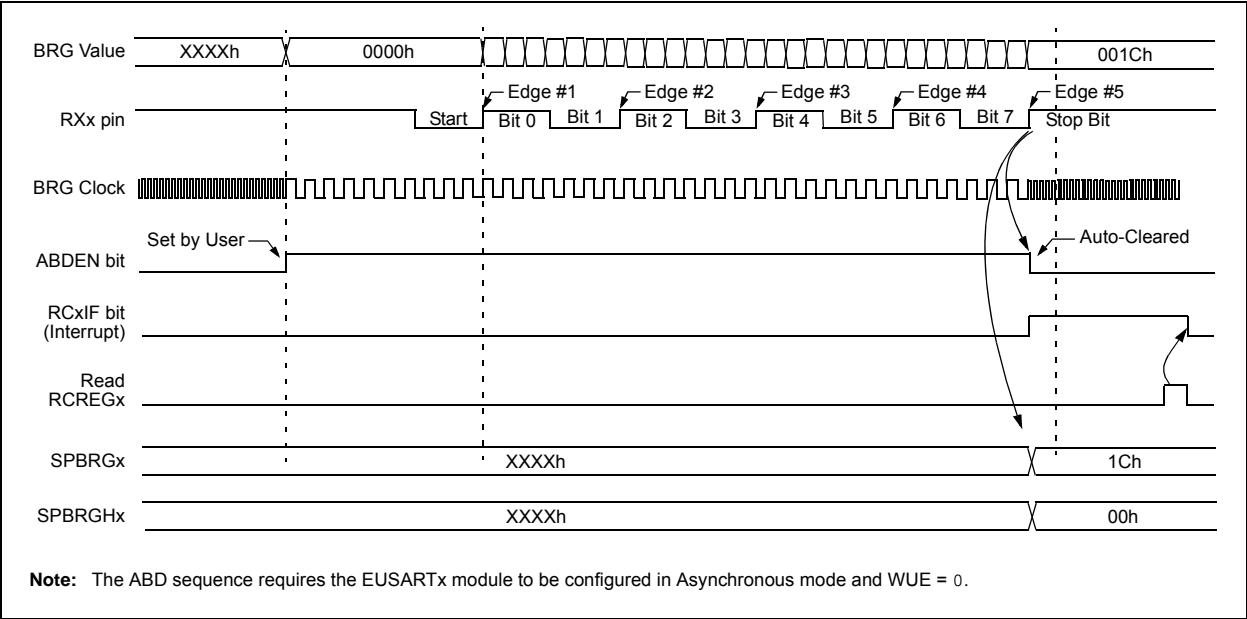 BRG Value XXXXh 0000h 001Ch
Edge #1 Edge #2 Edge #3 Edge #4 Edge #5
RXx pin Start Bit 0 Bit 1 Bit 2 Bit 3 Bit 4 Bit 5 Bit 6 Bit 7 Stop Bit
BRG Clock
Set by User Auto-Cleared
ABDEN bit
RCxIF bit
(Interrupt)
Read
RCREGx
SPBRGx XXXXh 1Ch
SPBRGHx XXXXh 00h
Note: The ABD sequence requires the EUSARTx module to be configured in Asynchronous mode and WUE = 0.